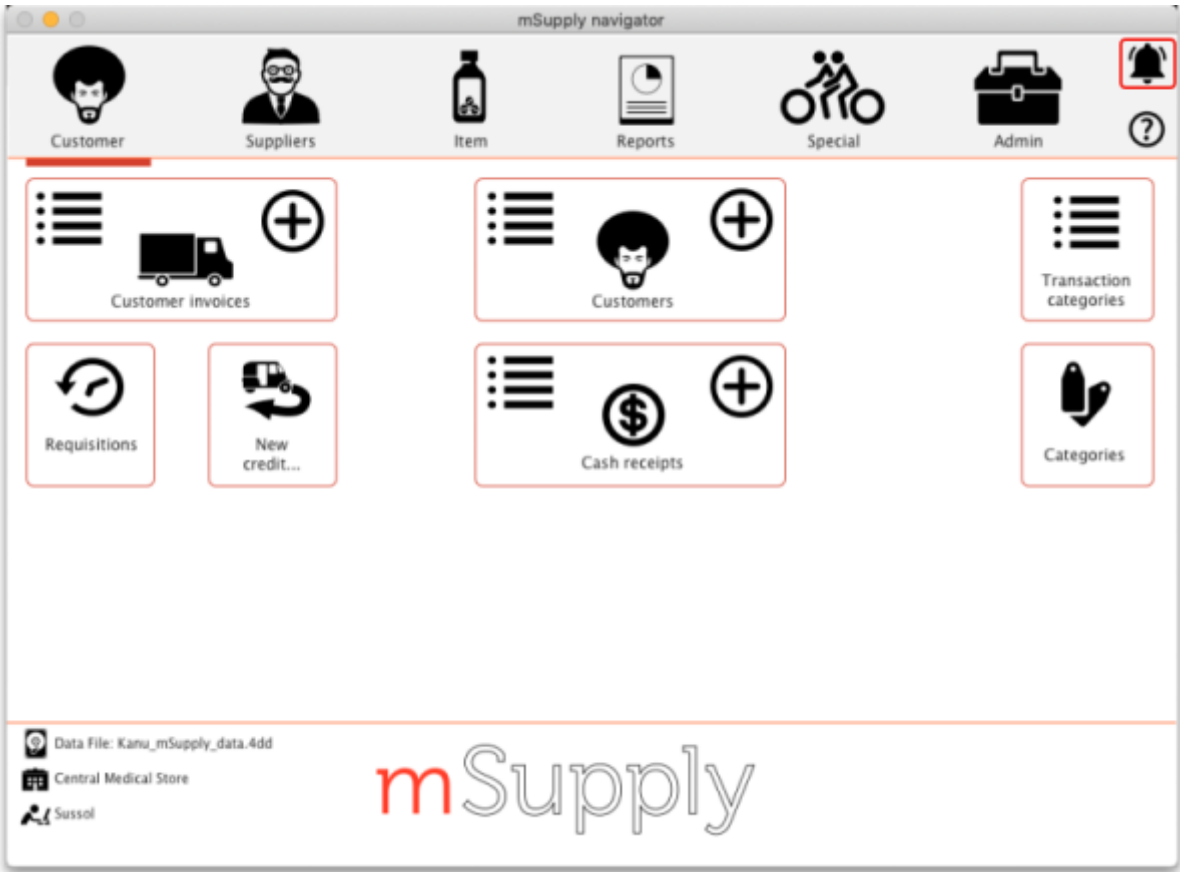 mSupply navigator
Customer
Suppliers
Item
Reports
Special
Admin
?
Customer invoices
Customers
Transaction
categories
Requisitions
New
credit...
$
Cash receipts
Categories
Data File: Kanu_mSupply_data.4dd
Central Medical Store
Sussol
mSupply